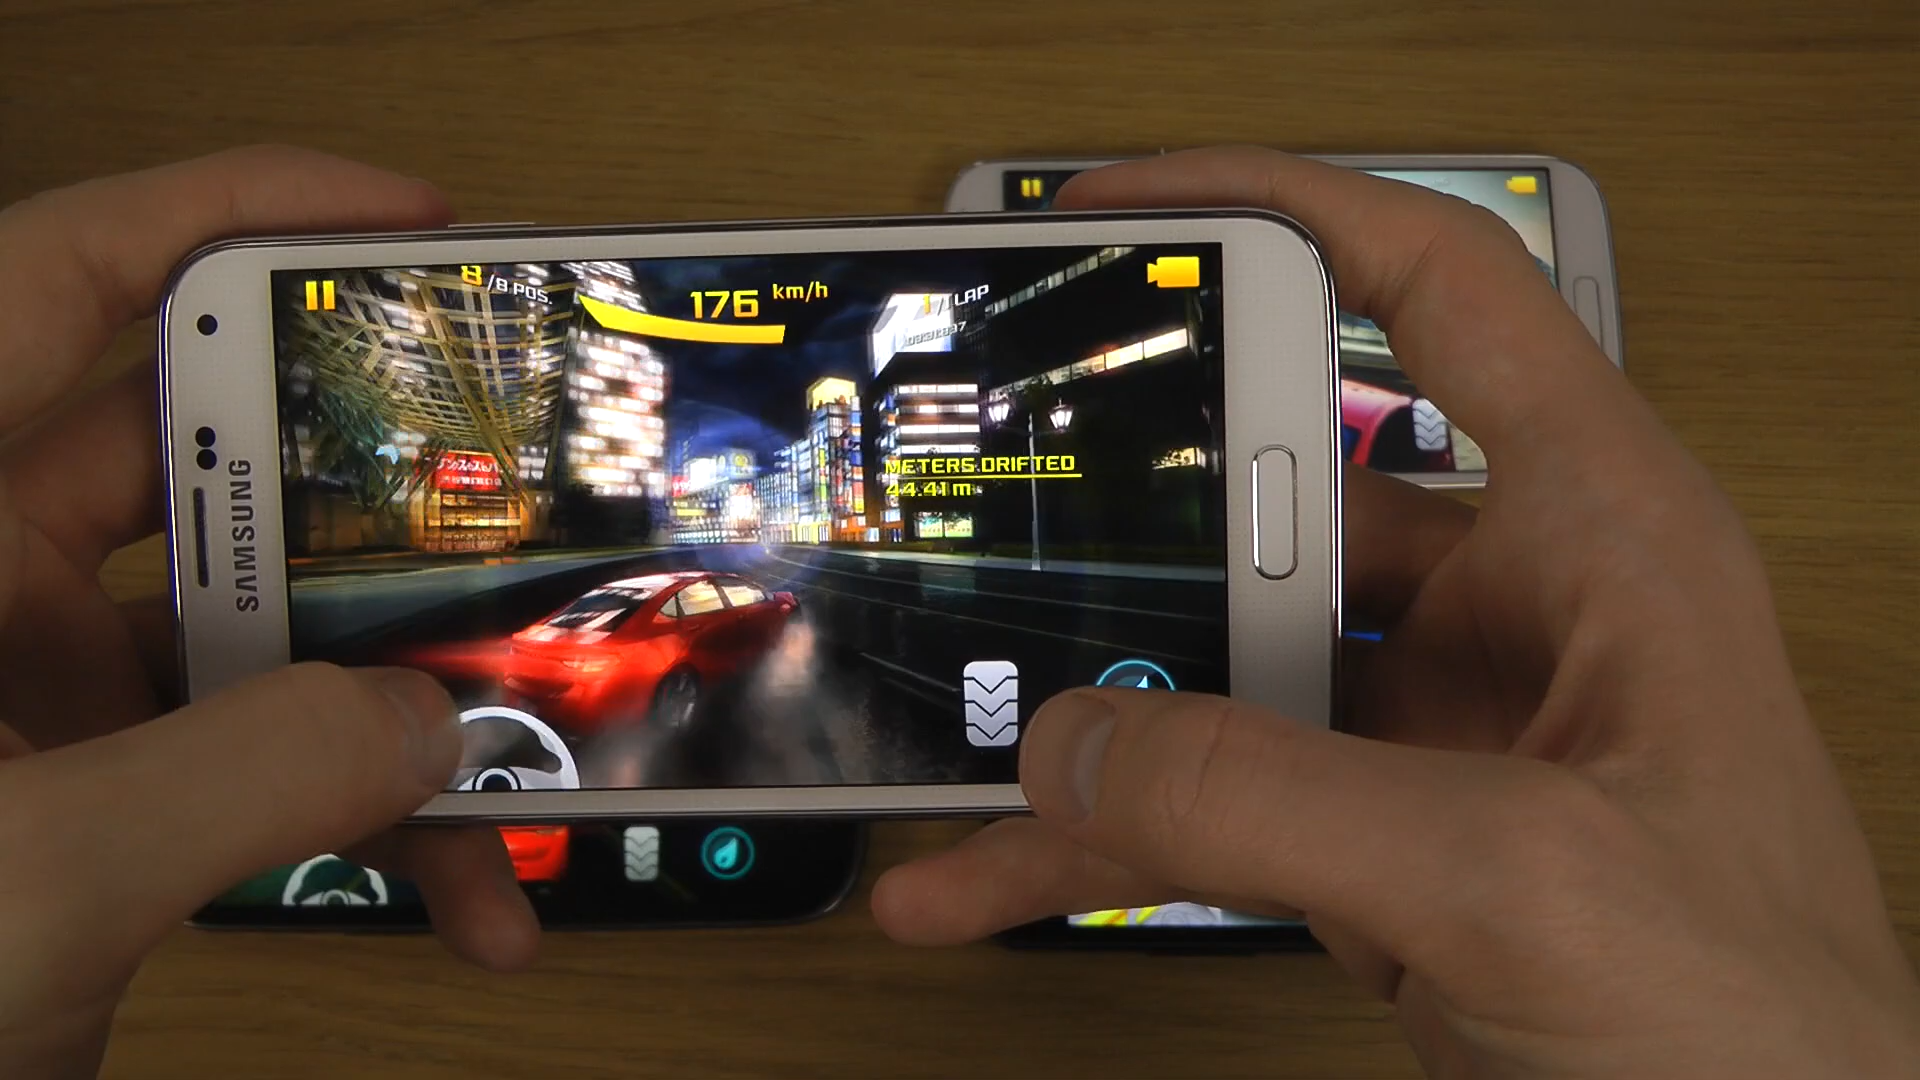 8/8 POS.
176 km/h
1/1 LAP
METERS DRIFTED
44.41 m
SAMSUNG